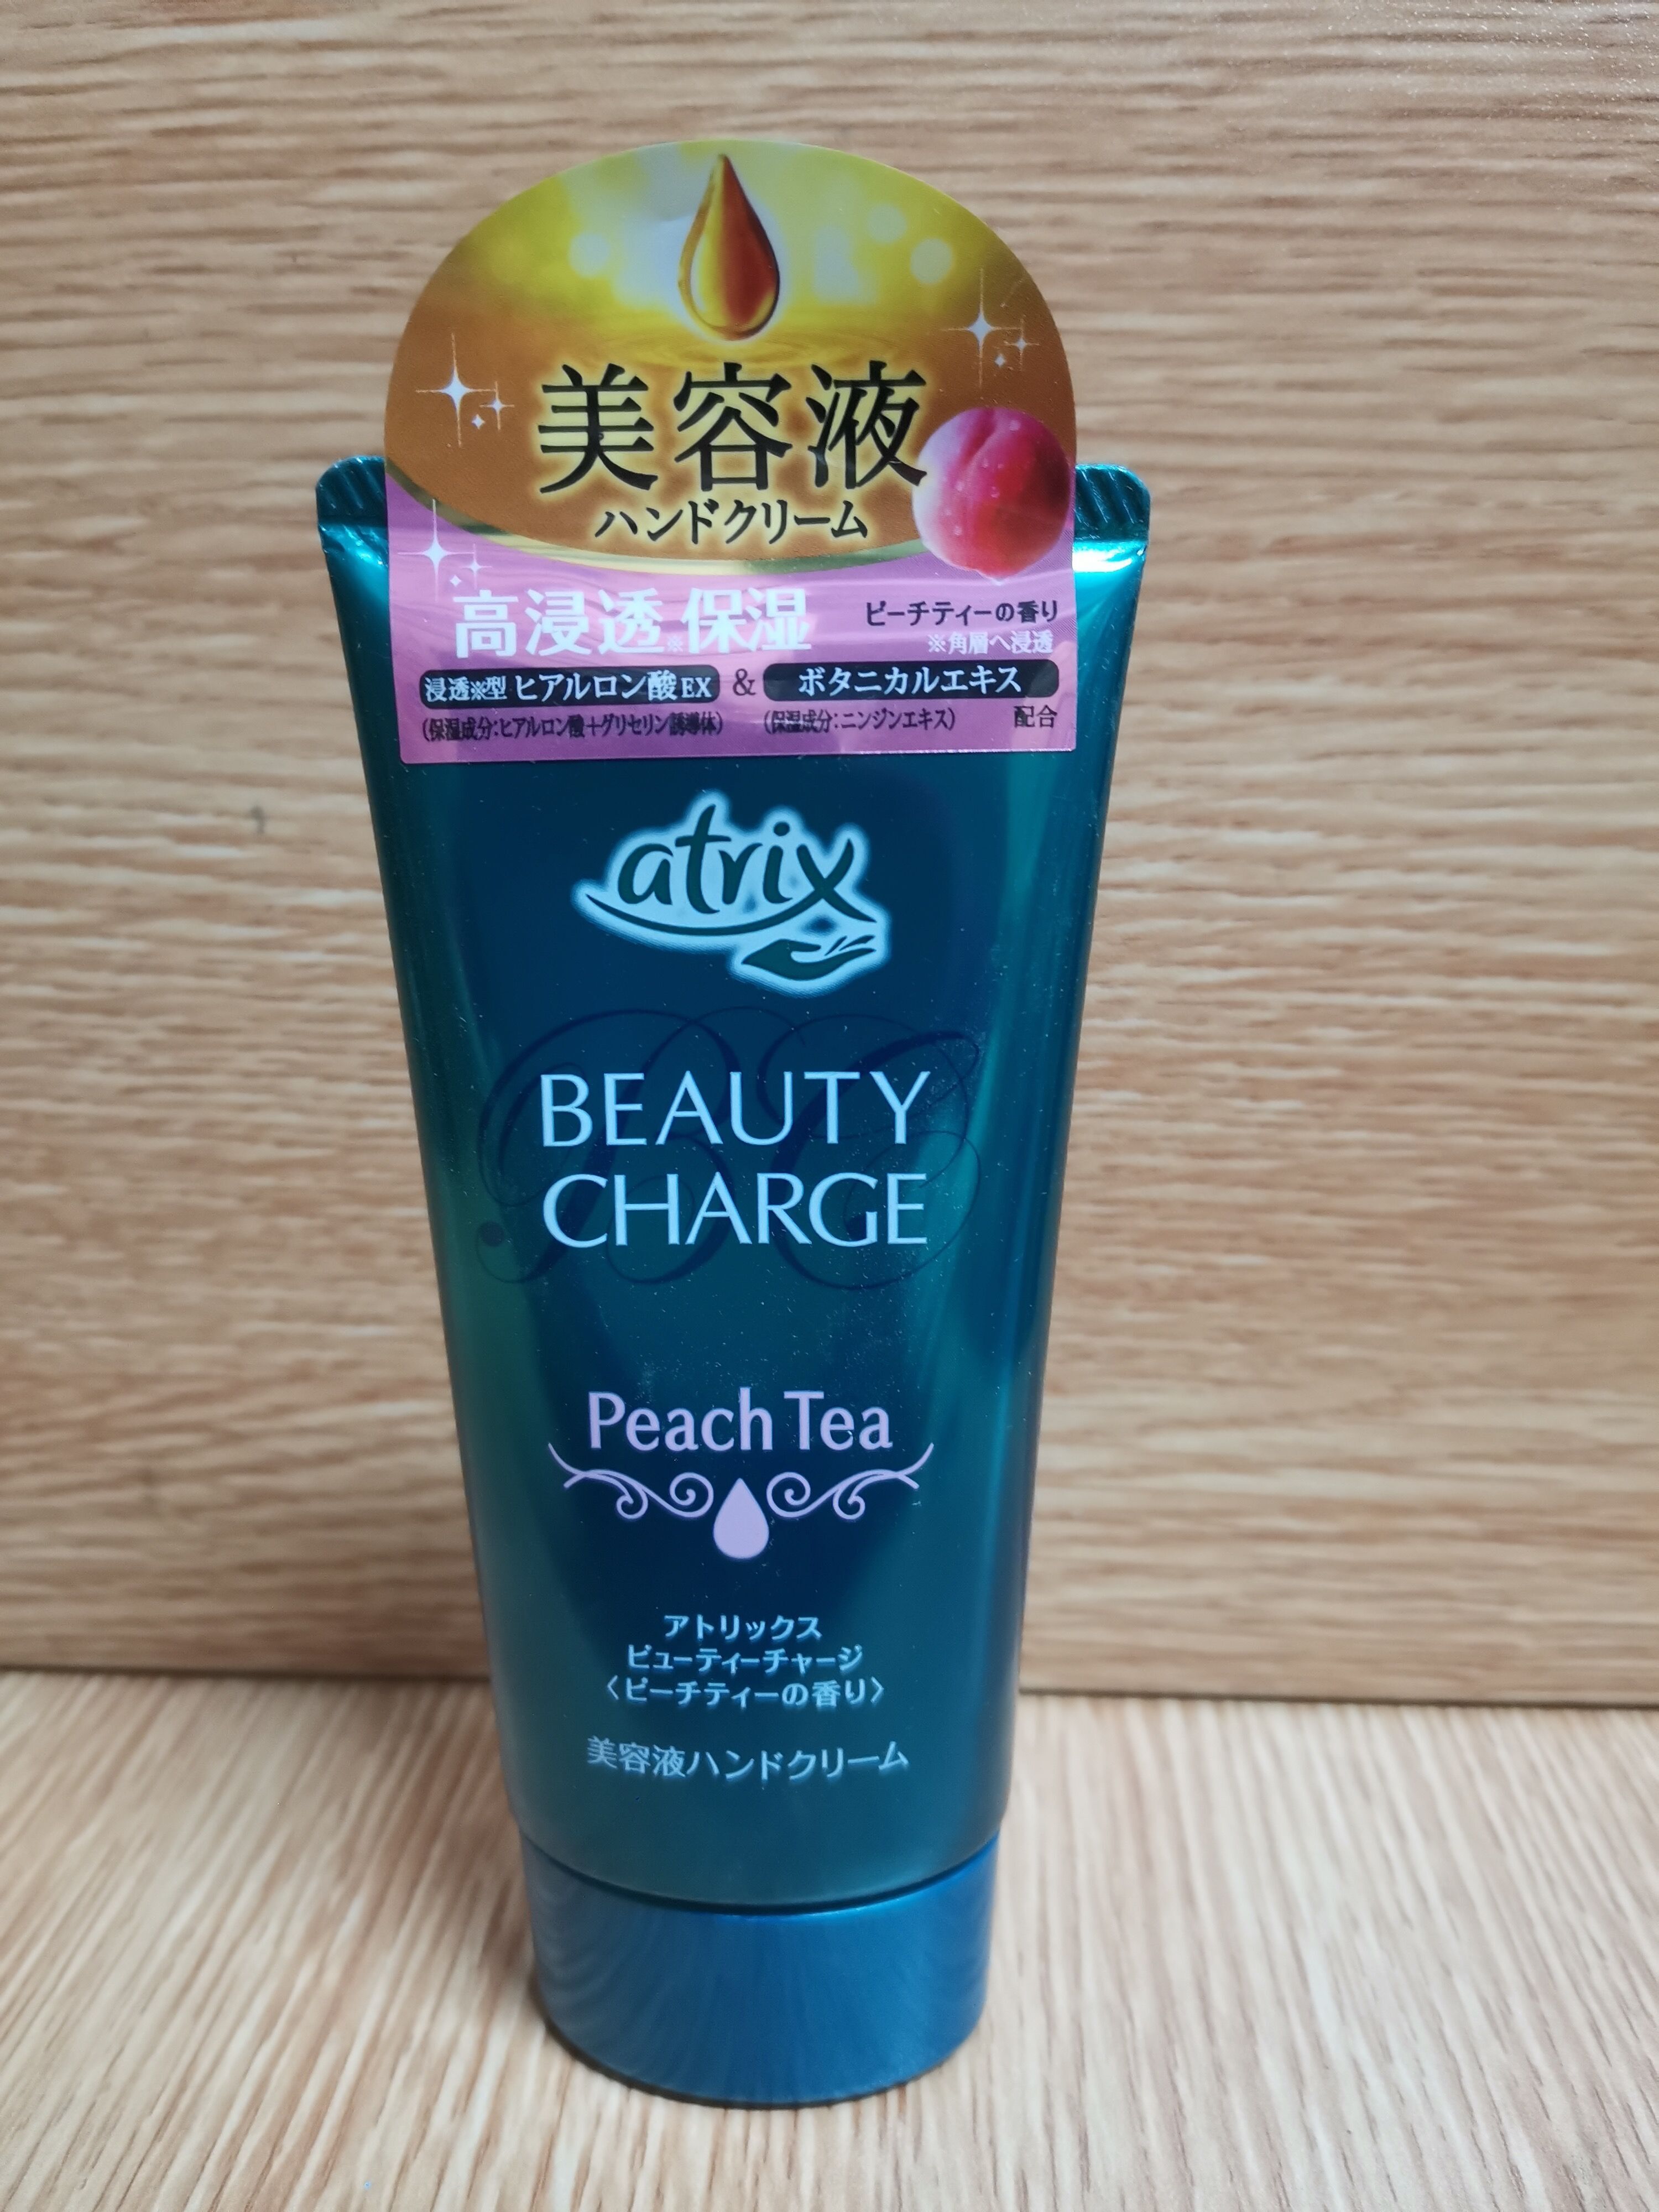 美容液
ハンドクリーム
高浸透※保湿
ピーチティーの香り
※角層へ浸透
浸透※型 ヒアルロン酸EX & ボタニカルエキス
(保湿成分:ヒアルロン酸+グリセリン誘導体) (保湿成分:ニンジンエキス) 配合
atrix
BC
BEAUTY
CHARGE
Peach Tea
アトリックス
ビューティーチャージ
〈ピーチティーの香り〉
美容液ハンドクリーム